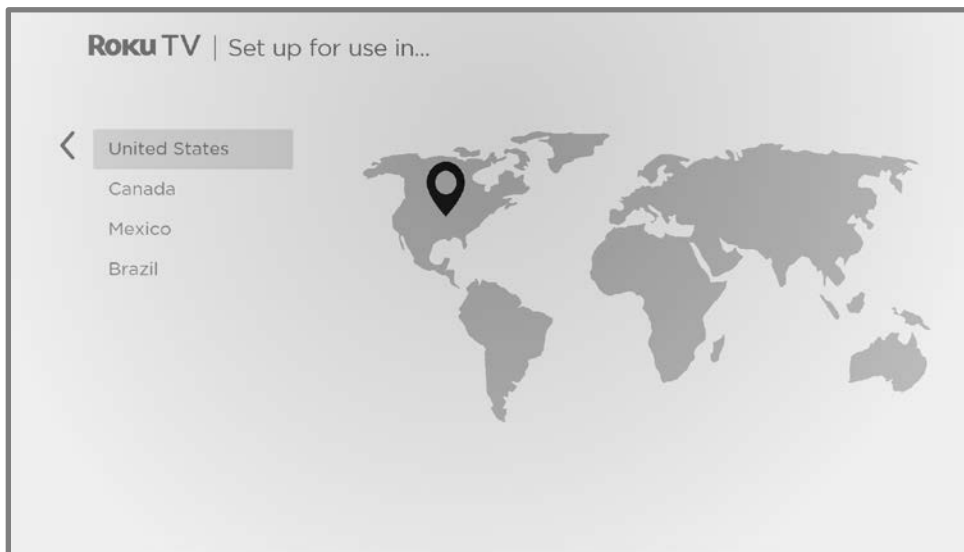 Roku TV | Set up for use in...
United States
Canada
Mexico
Brazil